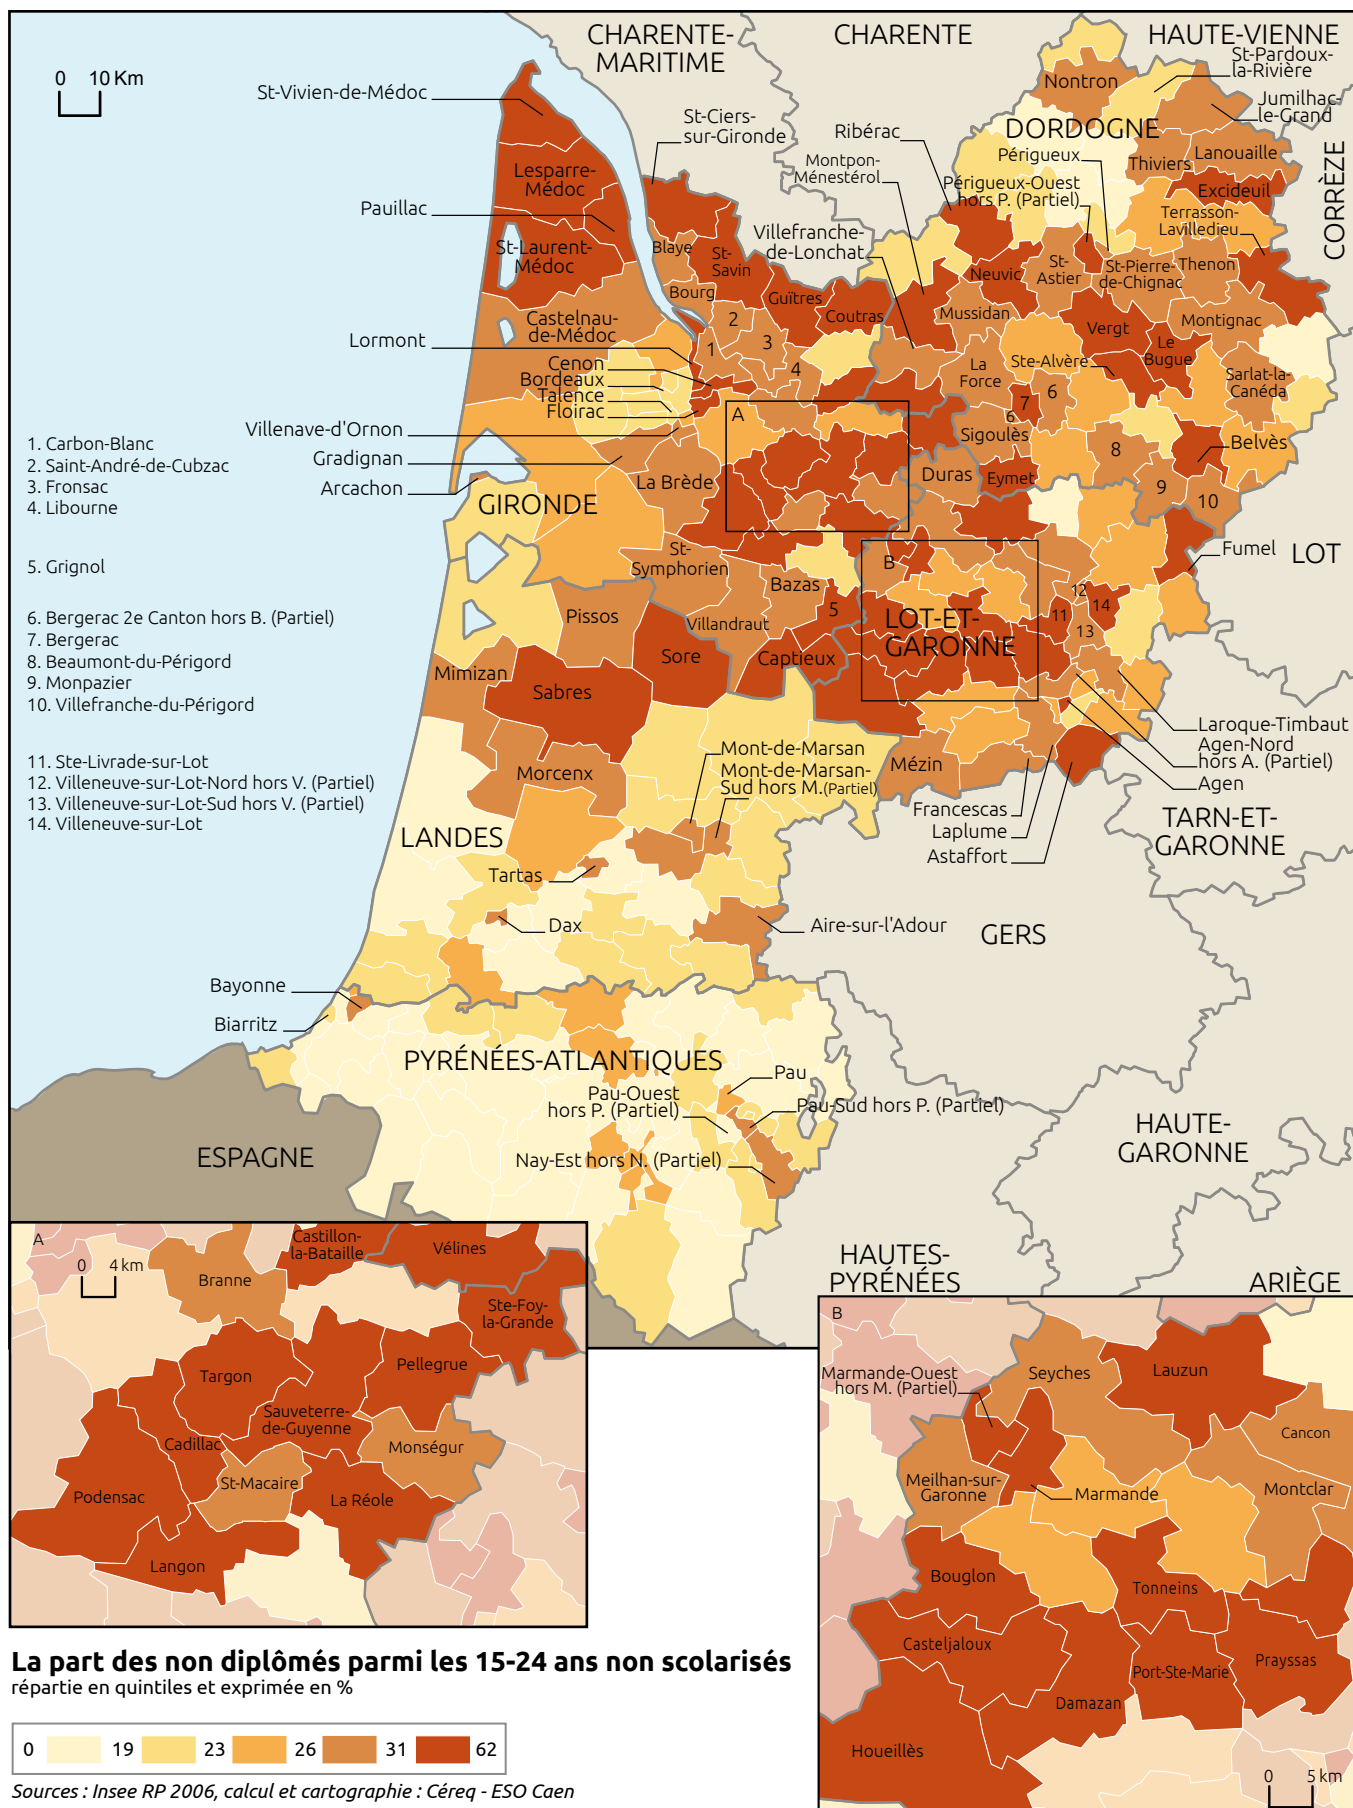 CHARENTE-
MARITIME
CHARENTE
HAUTE-VIENNE
0 10 Km
St-Vivien-de-Médoc
St-Ciers-
sur-Gironde
Ribérac
Montpon-
Ménestérol
Nontron
St-Pardoux-
la-Rivière
Jumilhac-
le-Grand
DORDOGNE
Périgueux
Périgueux-Ouest
hors P. (Partiel)
Thiviers
Lanouaille
Excideuil
Terrasson-
Lavilledieu
CORRÈZE
Lesparre-
Médoc
Pauillac
St-Laurent-
Médoc
Blaye
St-
Savin
Villefranche-
de-Lonchat
Neuvic
St-
Astier
St-Pierre-
de-Chignac
Thenon
Bourg
Guîtres
Coutras
Mussidan
Vergt
Montignac
Castelnau-
de-Médoc
Lormont
Cenon
Bordeaux
Talence
Floirac
1
2
3
4
La
Force
Ste-Alvère
Le
Bugue
Sarlat-la-
Canéda
7
6
6
Villenave-d'Ornon
Gradignan
Arcachon
A
Sigoulès
8
Belvès
La Brède
Duras
Eymet
9
10
GIRONDE
1. Carbon-Blanc
2. Saint-André-de-Cubzac
3. Fronsac
4. Libourne
5. Grignol
6. Bergerac 2e Canton hors B. (Partiel)
7. Bergerac
8. Beaumont-du-Périgord
9. Monpazier
10. Villefranche-du-Périgord
11. Ste-Livrade-sur-Lot
12. Villeneuve-sur-Lot-Nord hors V. (Partiel)
13. Villeneuve-sur-Lot-Sud hors V. (Partiel)
14. Villeneuve-sur-Lot
St-
Symphorien
Bazas
B
Fumel
LOT
Pissos
Villandraut
5
LOT-ET-
GARONNE
11
12
13
14
Mimizan
Sabres
Sore
Captieux
Laroque-Timbaut
Agen-Nord
hors A. (Partiel)
Agen
Morcenx
Mont-de-Marsan
Mont-de-Marsan-
Sud hors M.(Partiel)
Mézin
Francescas
Laplume
Astaffort
TARN-ET-
GARONNE
LANDES
Tartas
Dax
Aire-sur-l'Adour
GERS
Bayonne
Biarritz
PYRÉNÉES-ATLANTIQUES
Pau-Ouest
hors P. (Partiel)
Pau
Pau-Sud hors P. (Partiel)
Nay-Est hors N. (Partiel)
HAUTE-
GARONNE
ESPAGNE
HAUTES-
PYRÉNÉES
ARIÈGE
A
0 4 km
Castillon-
la-Bataille
Vélines
Branne
Ste-Foy-
la-Grande
Targon
Pellegrue
Sauveterre-
de-Guyenne
Cadillac
Monségur
St-Macaire
Podensac
La Réole
Langon
B
Marmande-Ouest
hors M. (Partiel)
Seyches
Lauzun
Cancon
Meilhan-sur-
Garonne
Marmande
Montclar
Bouglon
Tonneins
Casteljaloux
Port-Ste-Marie
Prayssas
Damazan
Houeillès
0 5 km
La part des non diplômés parmi les 15-24 ans non scolarisés
répartie en quintiles et exprimée en %
0 19 23 26 31 62
Sources : Insee RP 2006, calcul et cartographie : Céreq - ESO Caen